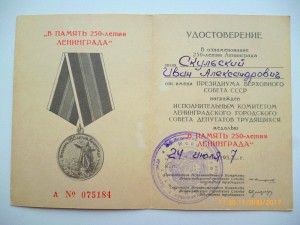 "В ПАМЯТЬ 250-летия
ЛЕНИНГРАДА"
А № 075184
УДОСТОВЕРЕНИЕ
В ознаменование
250-летия Ленинграда
Скульский
Иван Александрович
от имени ПРЕЗИДИУМА ВЕРХОВНОГО
СОВЕТА СССР
награжден
ИСПОЛНИТЕЛЬНЫМ КОМИТЕТОМ
ЛЕНИНГРАДСКОГО ГОРОДСКОГО
СОВЕТА ДЕПУТАТОВ ТРУДЯЩИХСЯ
медалью
"В ПАМЯТЬ 250-летия
ЛЕНИНГРАДА"
24 июля